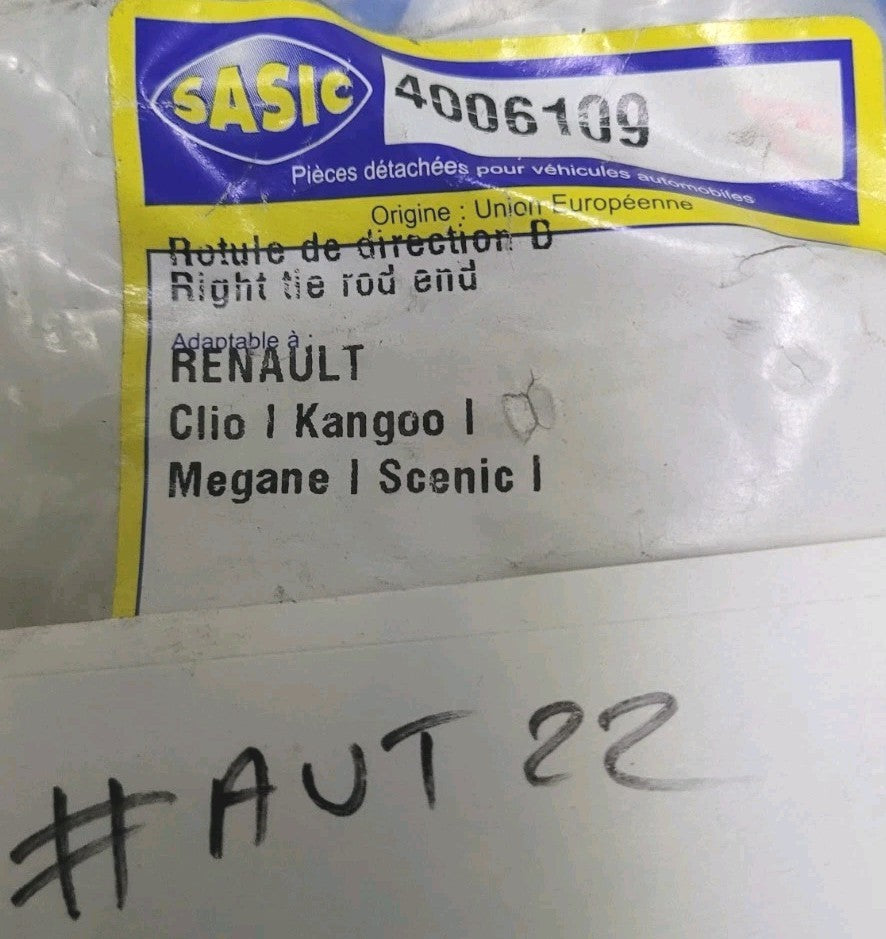 SASIC
4006109
Pièces détachées pour véhicules automobiles
Origine : Union Européenne
Rotule de direction D
Right tie rod end
Adaptable à :
RENAULT
Clio I Kangoo I
Megane I Scenic I
#AUT 22